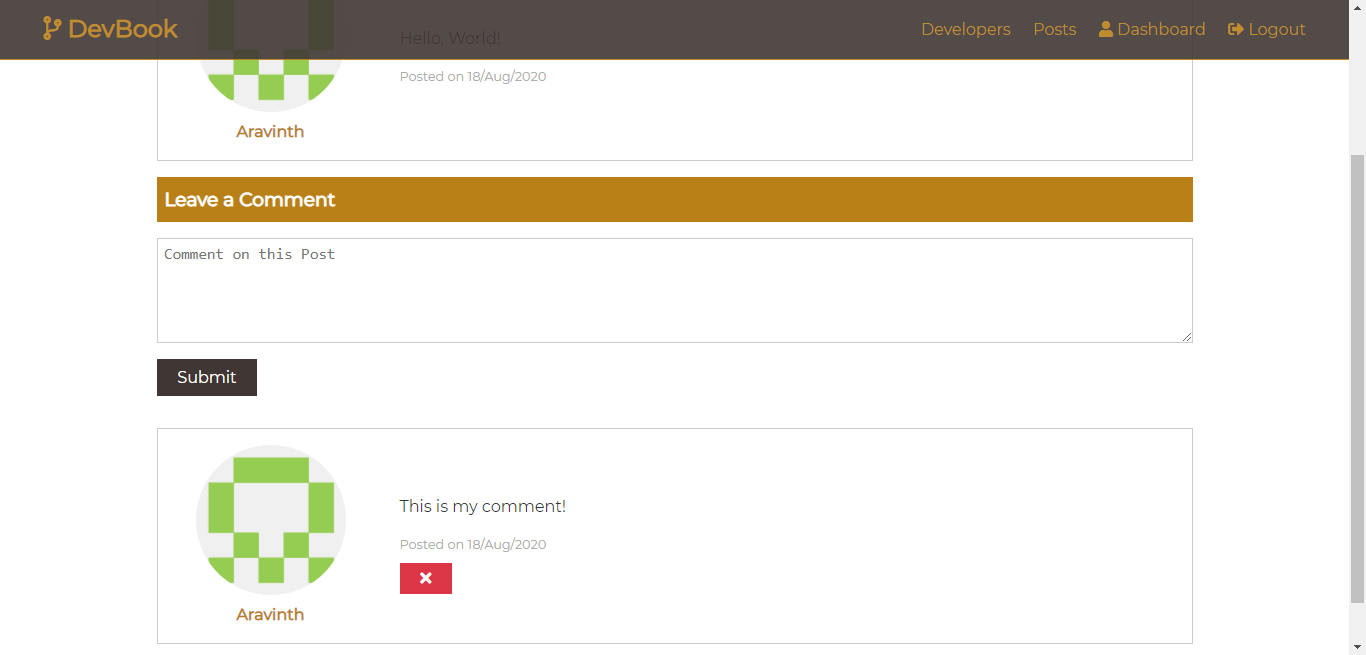 DevBook
Developers Posts Dashboard Logout
Hello, World!
Posted on 18/Aug/2020
Aravinth
Leave a Comment
Comment on this Post
Submit
This is my comment!
Posted on 18/Aug/2020
Aravinth